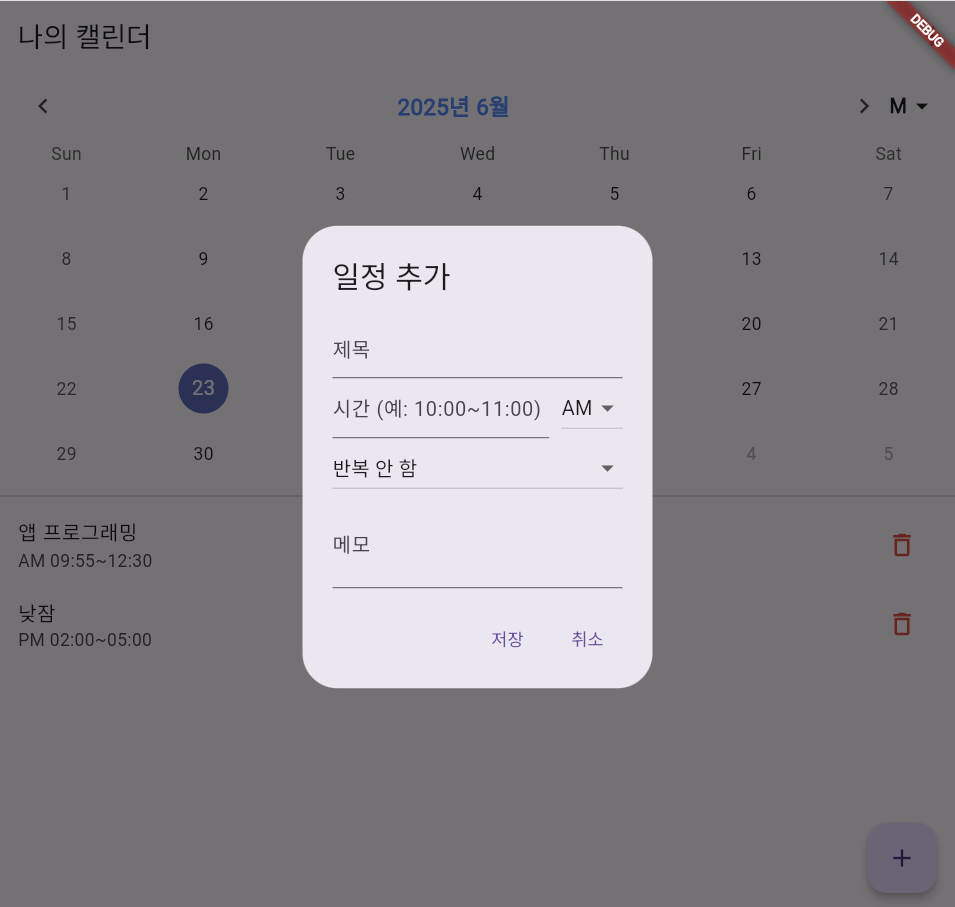 나의 캘린더
DEBUG
2025년 6월
M
Sun Mon Tue Wed Thu Fri Sat
1 2 3 4 5 6 7
8 9 13 14
15 16 20 21
22 23 27 28
29 30 4 5
일정 추가
제목
시간 (예: 10:00~11:00) AM
반복 안 함
메모
저장 취소
앱 프로그래밍
AM 09:55~12:30
낮잠
PM 02:00~05:00